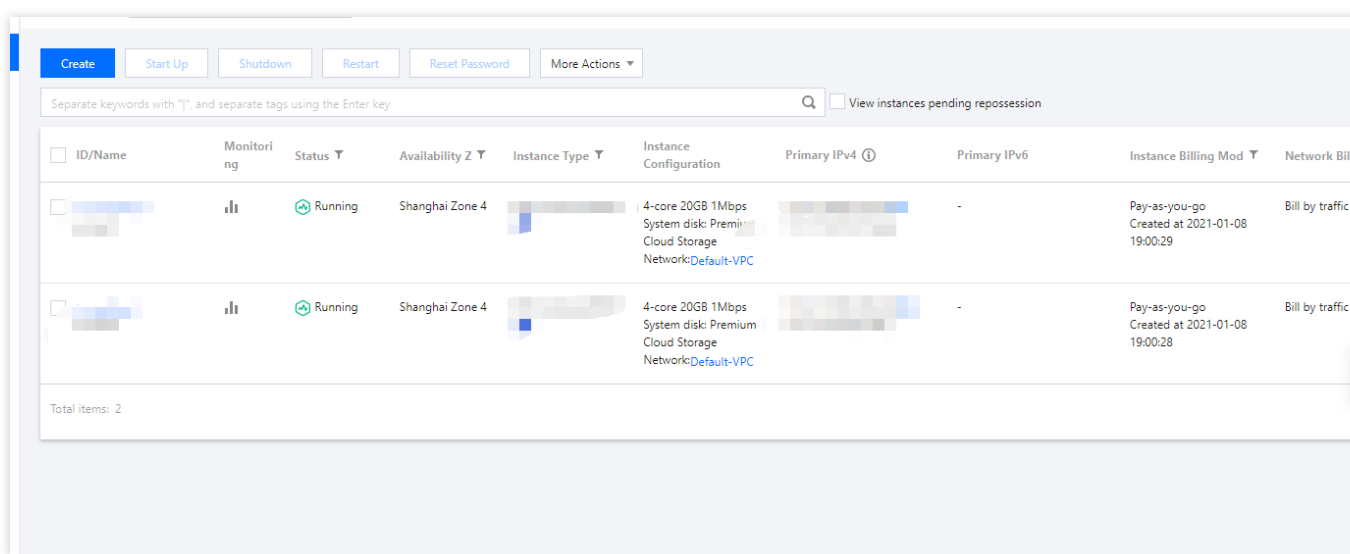 Create Start Up Shutdown Restart Reset Password More Actions
Separate keywords with "|", and separate tags using the Enter key
View instances pending repossession
ID/Name Monitori ng Status Availability Z Instance Type Instance Configuration Primary IPv4 Primary IPv6 Instance Billing Mod Network Bil
Running Shanghai Zone 4 4-core 20GB 1Mbps - Pay-as-you-go Bill by traffic
System disk: Created at 2021-01-08
Cloud Storage 19:00:29
Network:Default-VPC
Running Shanghai Zone 4 4-core 20GB 1Mbps - Pay-as-you-go Bill by traffic
System disk: Premium Created at 2021-01-08
Cloud Storage 19:00:28
Network:Default-VPC
Total items: 2